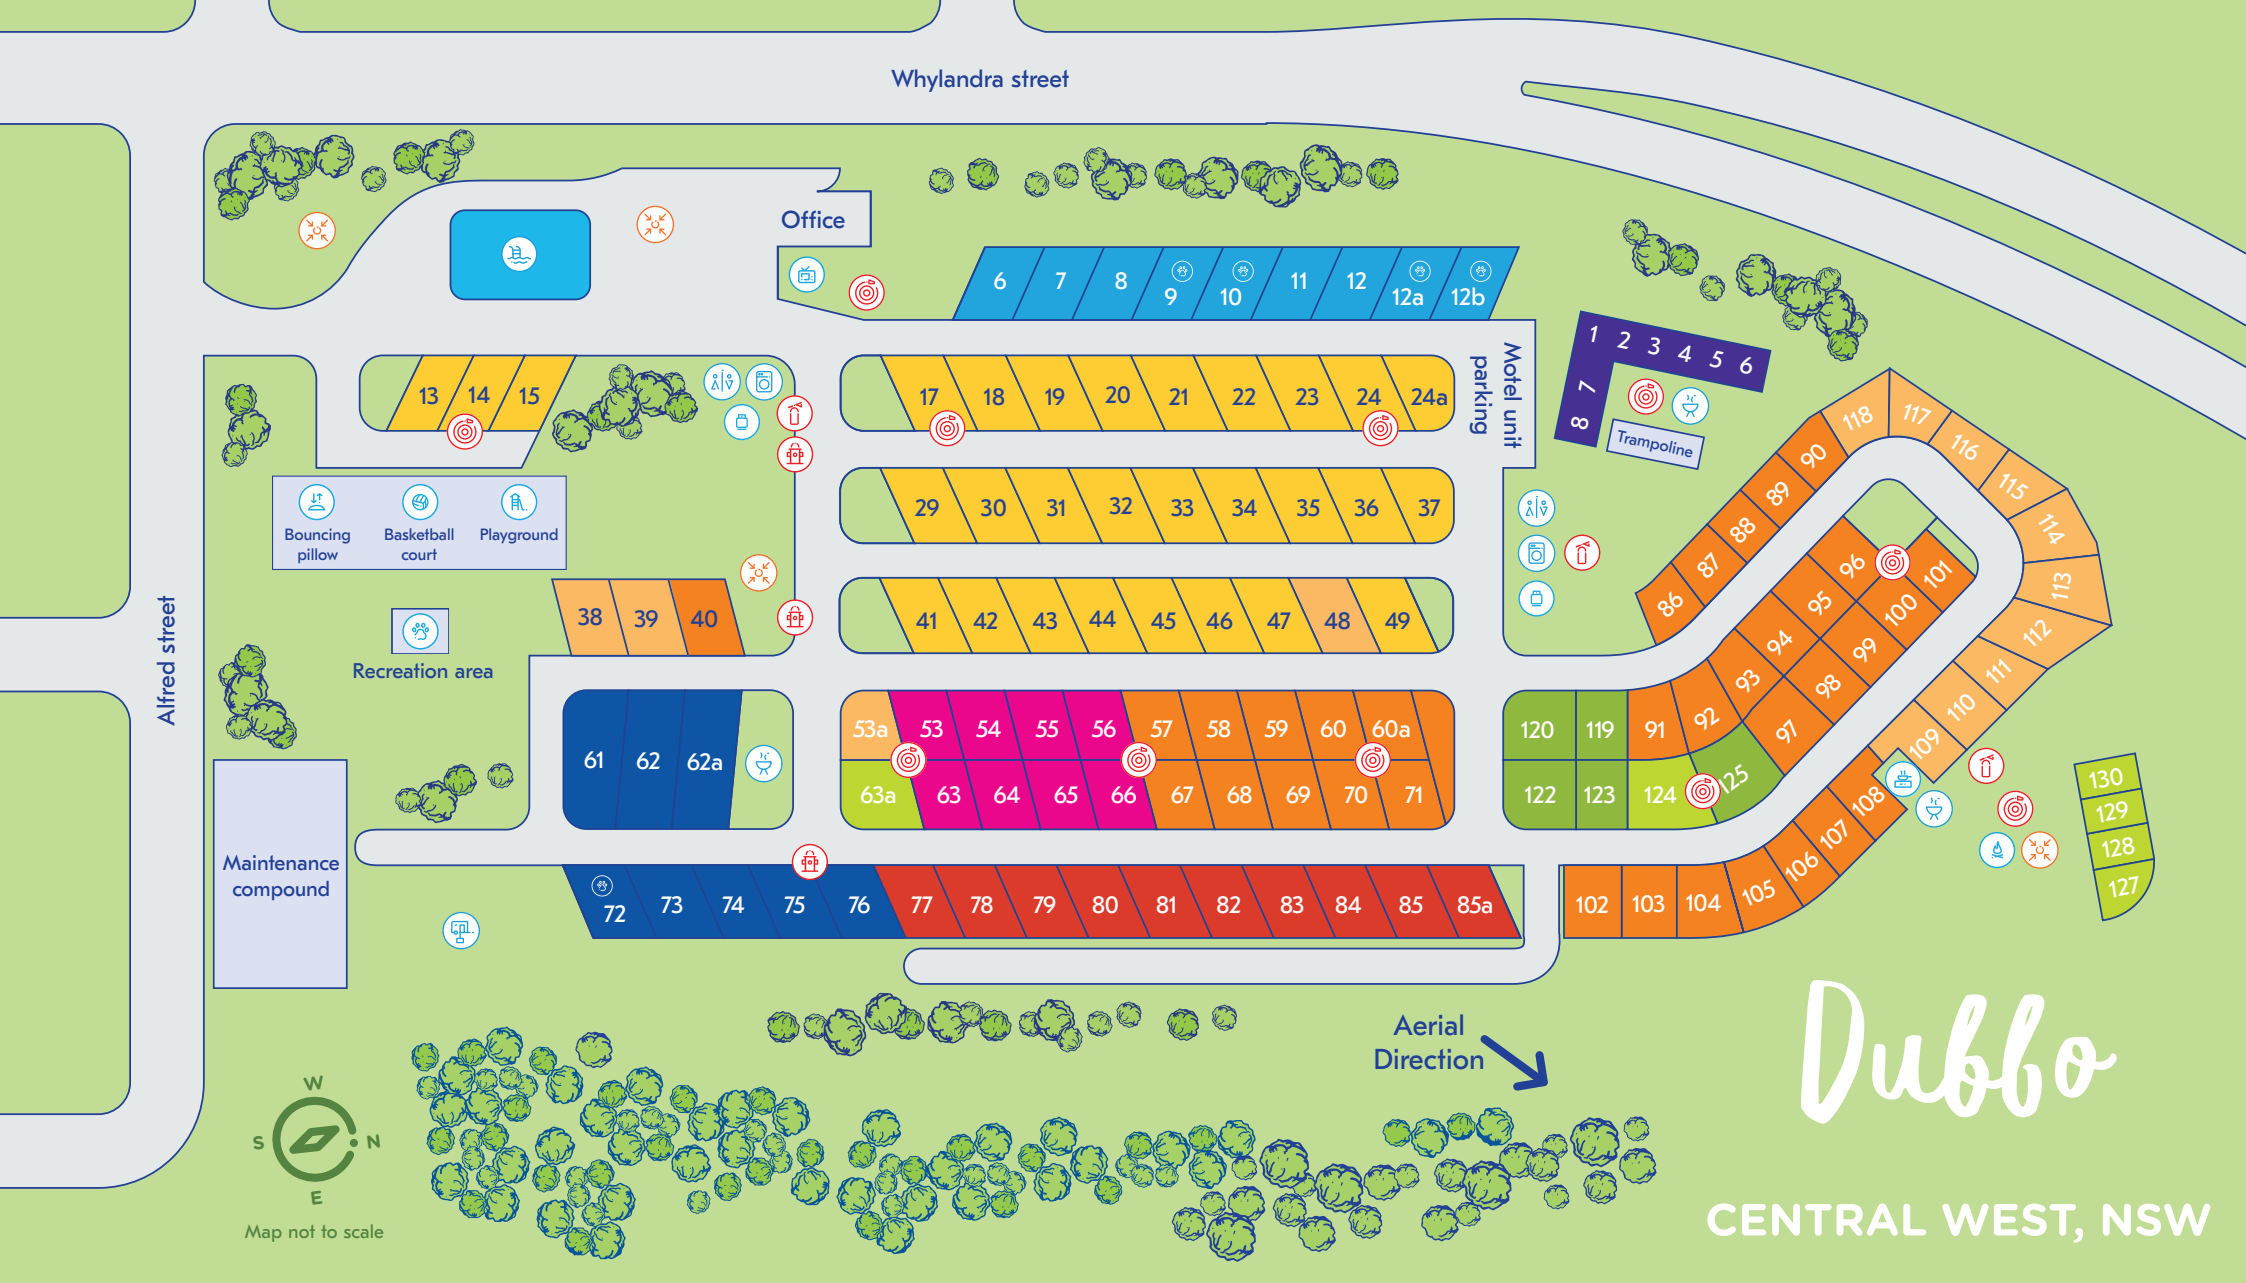 Whylandra street
Office
6 7 8 9 10 11 12 12a 12b
1 2 3 4 5 6
7
8
Motel unit
parking
Trampoline
13 14 15
17 18 19 20 21 22 23 24 24a
118 117 116 115 114 113 112 111 110 109
90
89
88
87
86
29 30 31 32 33 34 35 36 37
Bouncing
pillow
Basketball
court
Playground
96 101
95 100
94 99
93 98
92 97
91
38 39 40
41 42 43 44 45 46 47 48 49
Alfred street
Recreation area
61 62 62a
53a 53 54 55 56 57 58 59 60 60a
63a 63 64 65 66 67 68 69 70 71
120 119
122 123 124 125
130
129
128
127
Maintenance
compound
72 73 74 75 76 77 78 79 80 81 82 83 84 85 85a
102 103 104 105 106 107 108
Aerial
Direction
Dubbo
CENTRAL WEST, NSW
W
S N
E
Map not to scale